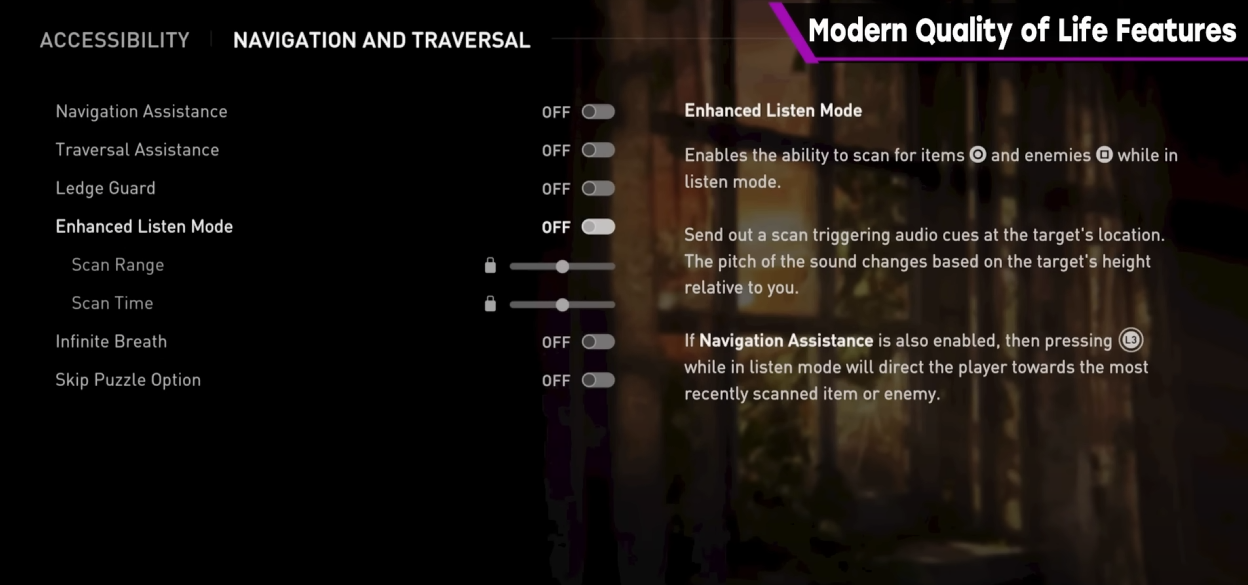 Modern Quality of Life Features
ACCESSIBILITY
NAVIGATION AND TRAVERSAL
Navigation Assistance OFF
Traversal Assistance OFF
Ledge Guard OFF
Enhanced Listen Mode OFF
Scan Range
Scan Time
Infinite Breath OFF
Skip Puzzle Option OFF
Enhanced Listen Mode
Enables the ability to scan for items and enemies while in
listen mode.
Send out a scan triggering audio cues at the target's location.
The pitch of the sound changes based on the target's height
relative to you.
If Navigation Assistance is also enabled, then pressing L3
while in listen mode will direct the player towards the most
recently scanned item or enemy.